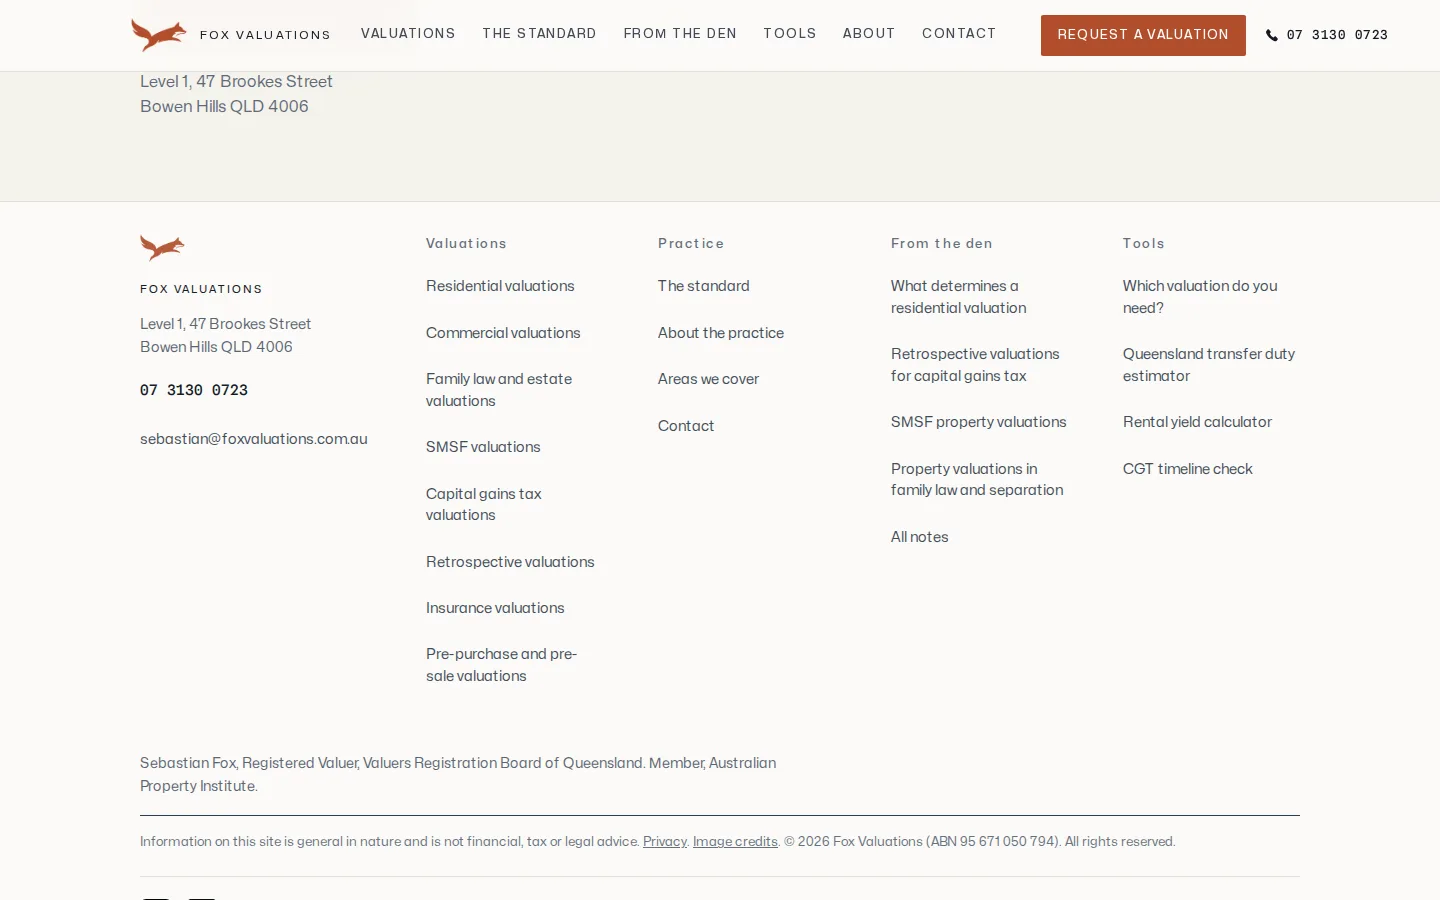 FOX VALUATIONS
VALUATIONS
THE STANDARD
FROM THE DEN
TOOLS
ABOUT
CONTACT
REQUEST A VALUATION
07 3130 0723
Level 1, 47 Brookes Street
Bowen Hills QLD 4006
FOX VALUATIONS
Level 1, 47 Brookes Street
Bowen Hills QLD 4006
07 3130 0723
sebastian@foxvaluations.com.au
Valuations
Residential valuations
Commercial valuations
Family law and estate
valuations
SMSF valuations
Capital gains tax
valuations
Retrospective valuations
Insurance valuations
Pre-purchase and pre-
sale valuations
Practice
The standard
About the practice
Areas we cover
Contact
From the den
What determines a
residential valuation
Retrospective valuations
for capital gains tax
SMSF property valuations
Property valuations in
family law and separation
All notes
Tools
Which valuation do you
need?
Queensland transfer duty
estimator
Rental yield calculator
CGT timeline check
Sebastian Fox, Registered Valuer, Valuers Registration Board of Queensland. Member, Australian
Property Institute.
Information on this site is general in nature and is not financial, tax or legal advice. Privacy. Image credits. © 2026 Fox Valuations (ABN 95 671 050 794). All rights reserved.